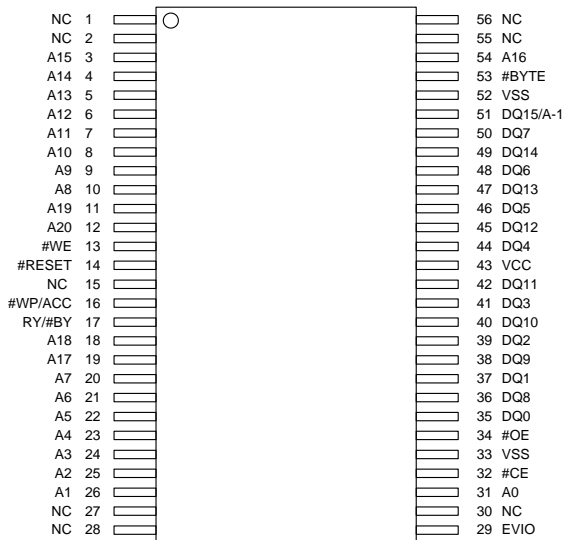 NC 1 56 NC
NC 2 55 NC
A15 3 54 A16
A14 4 53 #BYTE
A13 5 52 VSS
A12 6 51 DQ15/A-1
A11 7 50 DQ7
A10 8 49 DQ14
A9 9 48 DQ6
A8 10 47 DQ13
A19 11 46 DQ5
A20 12 45 DQ12
#WE 13 44 DQ4
#RESET 14 43 VCC
NC 15 42 DQ11
#WP/ACC 16 41 DQ3
RY/#BY 17 40 DQ10
A18 18 39 DQ2
A17 19 38 DQ9
A7 20 37 DQ1
A6 21 36 DQ8
A5 22 35 DQ0
A4 23 34 #OE
A3 24 33 VSS
A2 25 32 #CE
A1 26 31 A0
NC 27 30 NC
NC 28 29 EVIO